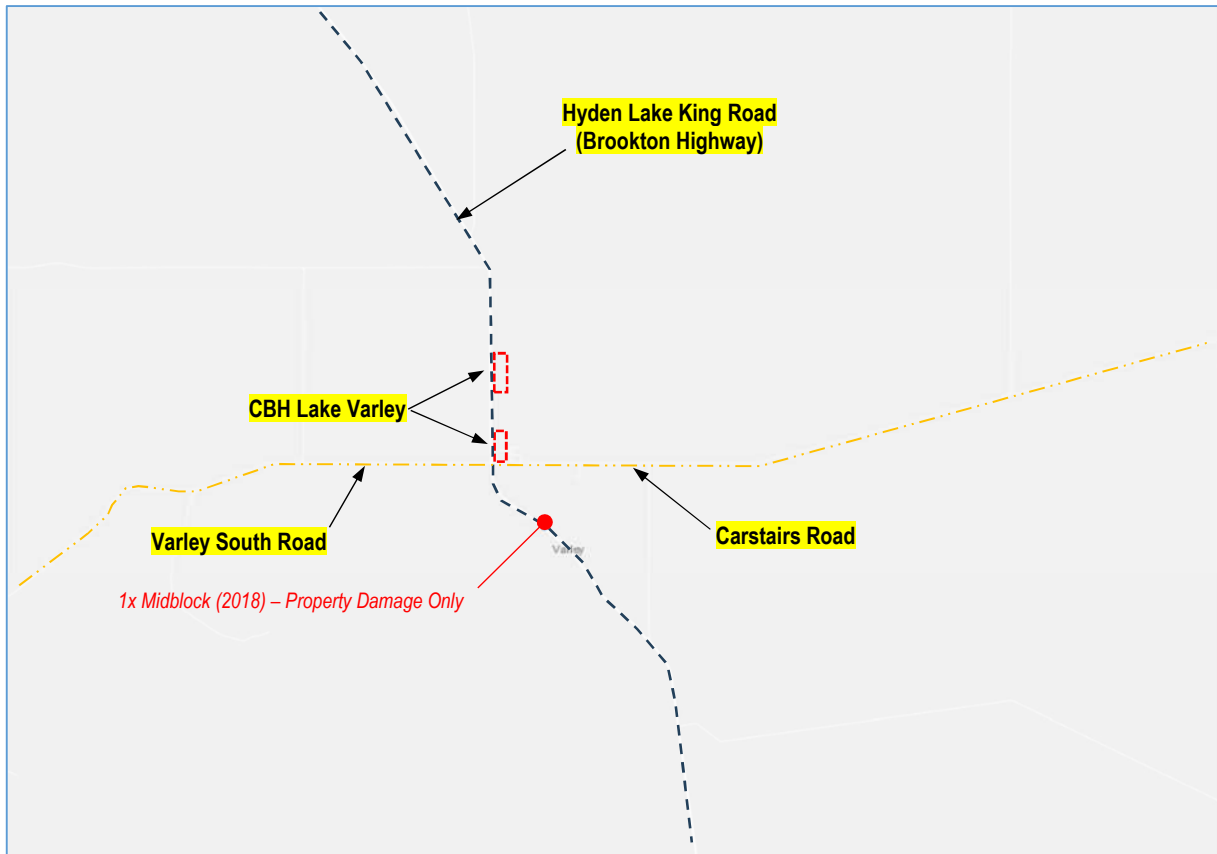 Hyden Lake King Road
(Brookton Highway)
CBH Lake Varley
Varley South Road
Carstairs Road
Varley
1x Midblock (2018) – Property Damage Only